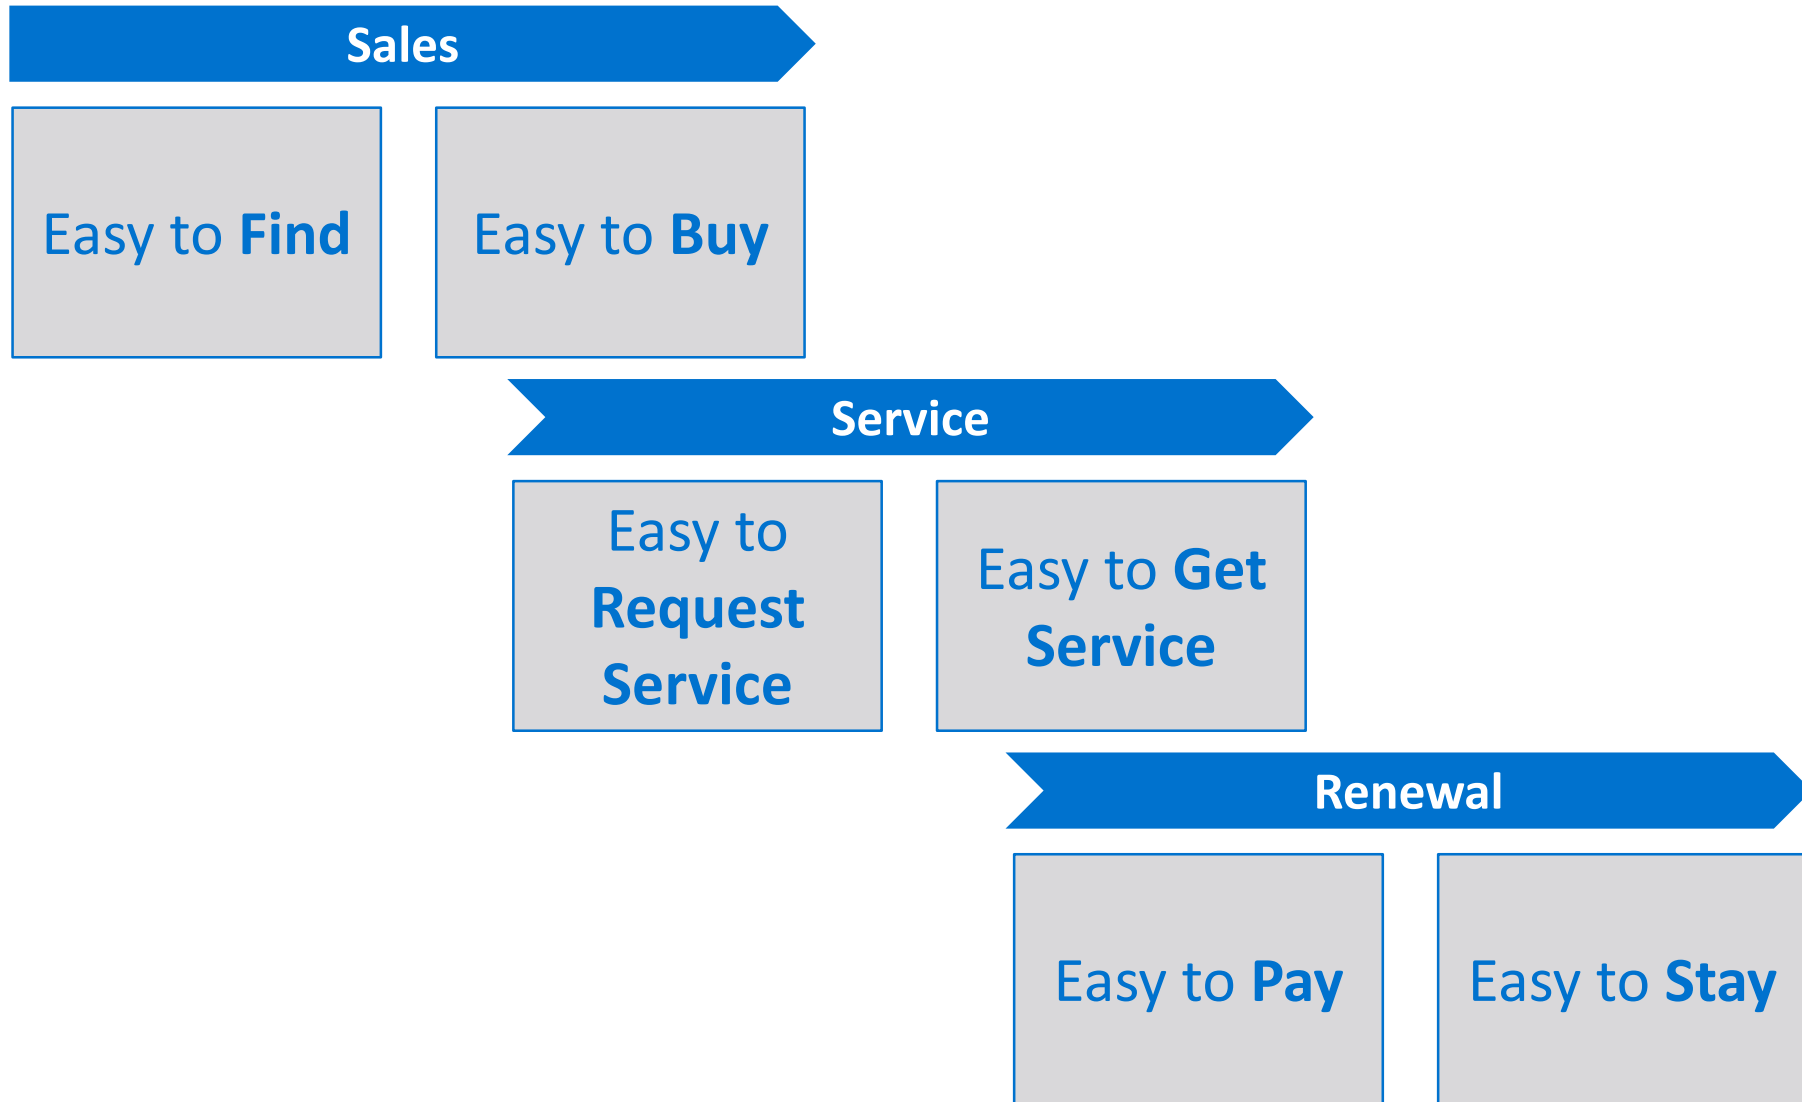 Sales
Easy to Find
Easy to Buy
Service
Easy to
Request
Service
Easy to Get
Service
Renewal
Easy to Pay
Easy to Stay